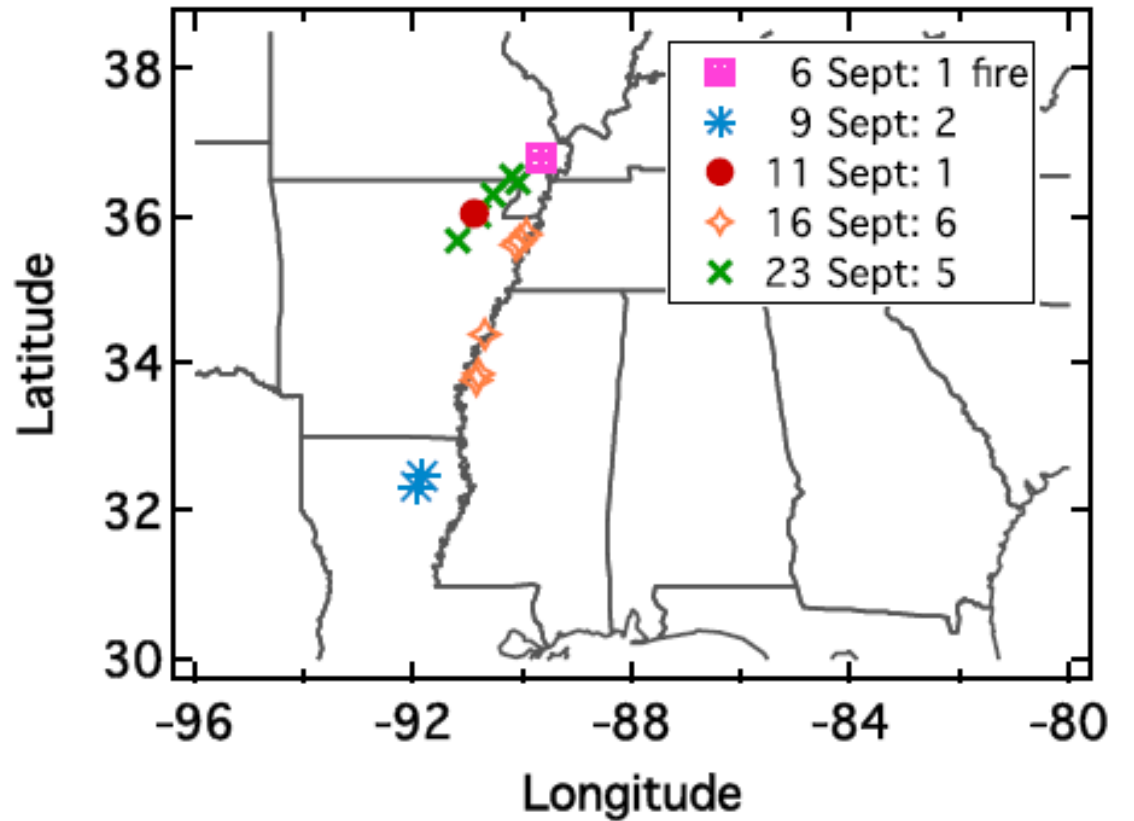 38
36
34
32
30
Latitude
6 Sept: 1 fire
9 Sept: 2
11 Sept: 1
16 Sept: 6
23 Sept: 5
-96 -92 -88 -84 -80
Longitude